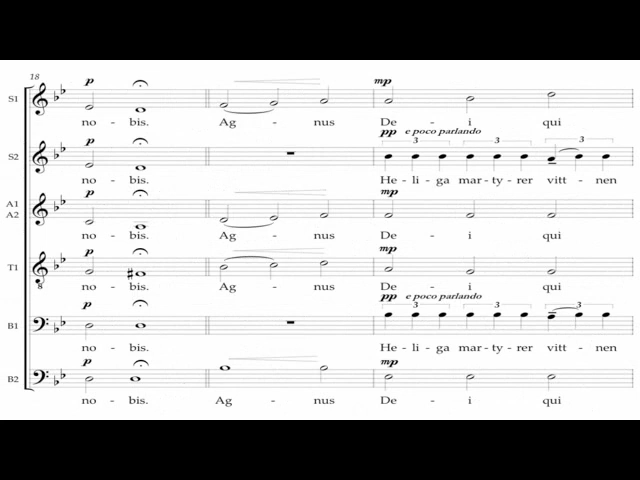 18
p
mp
S1
no - bis. Ag - nus De - i qui
pp e poco parlando
3 3 3
S2
no - bis. He - li - ga mar - ty - rer vitt - nen
p
mp
A1
A2
no - bis. Ag - nus De - i qui
p
mp
T1
8
no - bis. Ag - nus De - i qui
pp e poco parlando
p
3 3 3
B1
no - bis. He - li - ga mar - ty - rer vitt - nen
p
mp
B2
no - bis. Ag - nus De - i qui